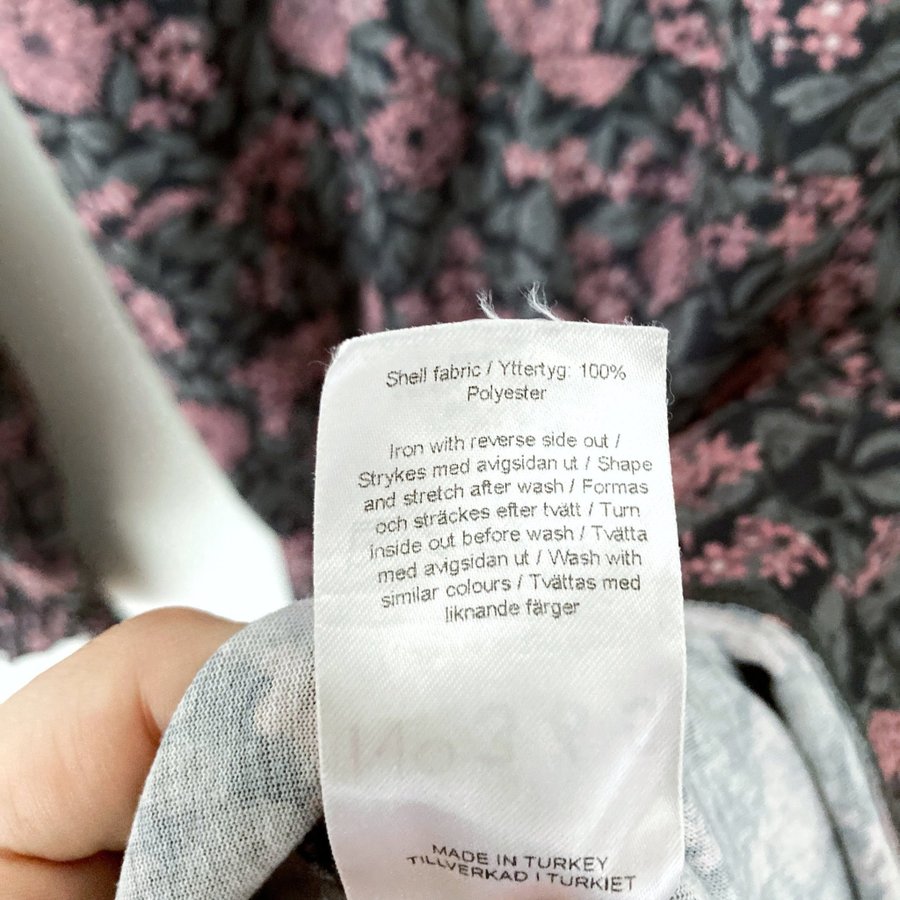 Shell fabric / Yttertyg: 100%
Polyester
Iron with reverse side out /
Strykes med avigsidan ut / Shape
and stretch after wash / Formas
och sträckes efter tvätt / Turn
inside out before wash / Tvätta
med avigsidan ut / Wash with
similar colours / Tvättas med
liknande färger
MADE IN TURKEY
TILLVERKAD I TURKIET